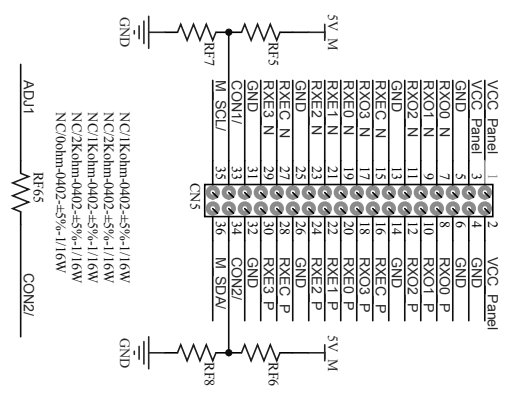 5V_M
5V_M
VCC_Panel 1 2 VCC_Panel
VCC_Panel 3 4 GND
GND 5 6 GND
RXO0_N 7 8 RXO0_P
RXO1_N 9 10 RXO1_P
RXO2_N 11 12 RXO2_P
GND 13 14 GND
RXEC_N 15 16 RXEC_P
RXO3_N 17 18 RXO3_P
RXE0_N 19 20 RXE0_P
RXE1_N 21 22 RXE1_P
RXE2_N 23 24 RXE2_P
GND 25 26 GND
RXEC_N 27 28 RXEC_P
RXE3_N 29 30 RXE3_P
GND 31 32 GND
CON1/ 33 34 CON2/
M_SCL/ 35 36 M_SDA/
CN5
RF5
RF6
RF7
RF8
GND
GND
NC/1Kohm-0402-±5%-1/16W
NC/2Kohm-0402-±5%-1/16W
NC/1Kohm-0402-±5%-1/16W
NC/2Kohm-0402-±5%-1/16W
NC/0ohm-0402-±5%-1/16W
ADJ1
RF65
CON2/